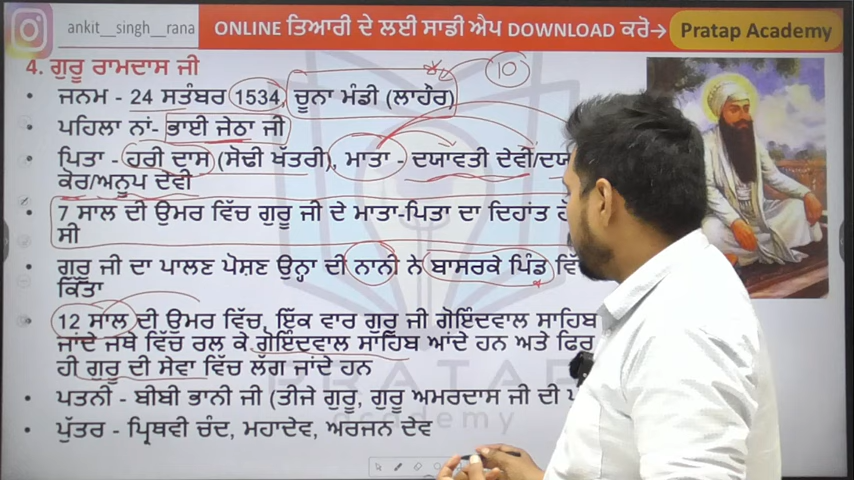 ankit__singh__rana
ONLINE ਤਿਆਰੀ ਦੇ ਲਈ ਸਾਡੀ ਐਪ DOWNLOAD ਕਰੋ→
Pratap Academy
4. ਗੁਰੂ ਰਾਮਦਾਸ ਜੀ
10
• ਜਨਮ - 24 ਸਤੰਬਰ 1534, ਚੂਨਾ ਮੰਡੀ (ਲਾਹੌਰ)
• ਪਹਿਲਾ ਨਾਂ- ਭਾਈ ਜੇਠਾ ਜੀ
• ਪਿਤਾ - ਹਰੀ ਦਾਸ (ਸੋਢੀ ਖੱਤਰੀ), ਮਾਤਾ - ਦਯਾਵਤੀ ਦੇਵੀ/
ਕੋਰ/ਅਨੂਪ ਦੇਵੀ
• 7 ਸਾਲ ਦੀ ਉਮਰ ਵਿੱਚ ਗੁਰੂ ਜੀ ਦੇ ਮਾਤਾ-ਪਿਤਾ ਦਾ ਦਿਹਾਂਤ
ਸੀ
• ਗੁਰੂ ਜੀ ਦਾ ਪਾਲਣ ਪੋਸ਼ਣ ਉਨ੍ਹਾ ਦੀ ਨਾਨੀ ਨੇ ਬਾਸਰਕੇ ਪਿੰਡ
ਕਿੱਤਾ
• 12 ਸਾਲ ਦੀ ਉਮਰ ਵਿੱਚ, ਇੱਕ ਵਾਰ ਗੁਰੂ ਜੀ ਗੋਇੰਦਵਾਲ ਸਾਹਿਬ
ਜਾਂਦੇ ਜਥੇ ਵਿੱਚ ਰਲ ਕੇ ਗੋਇੰਦਵਾਲ ਸਾਹਿਬ ਆਂਦੇ ਹਨ ਅਤੇ ਫਿਰ
ਹੀ ਗੁਰੂ ਦੀ ਸੇਵਾ ਵਿੱਚ ਲੱਗ ਜਾਂਦੇ ਹਨ
• ਪਤਨੀ - ਬੀਬੀ ਭਾਨੀ ਜੀ (ਤੀਜੇ ਗੁਰੂ, ਗੁਰੂ ਅਮਰਦਾਸ ਜੀ ਦੀ
• ਪੁੱਤਰ - ਪ੍ਰਿਥਵੀ ਚੰਦ, ਮਹਾਦੇਵ, ਅਰਜਨ ਦੇਵ
PRATAP
academy